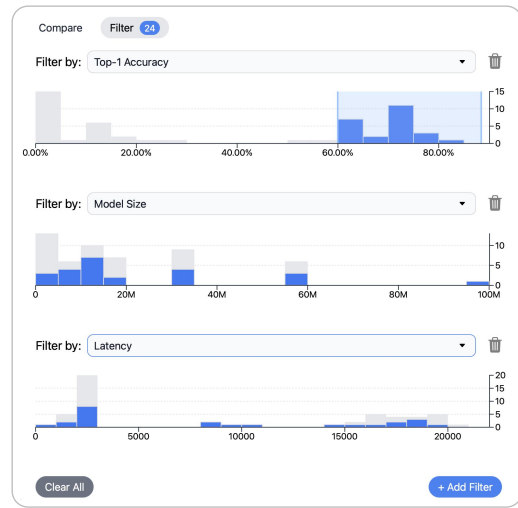 Compare Filter 24
Filter by: Top-1 Accuracy
15
10
5
0
0.00% 20.00% 40.00% 60.00% 80.00%
Filter by: Model Size
10
5
0
0 20M 40M 60M 80M 100M
Filter by: Latency
20
15
10
5
0
0 5000 10000 15000 20000
Clear All + Add Filter